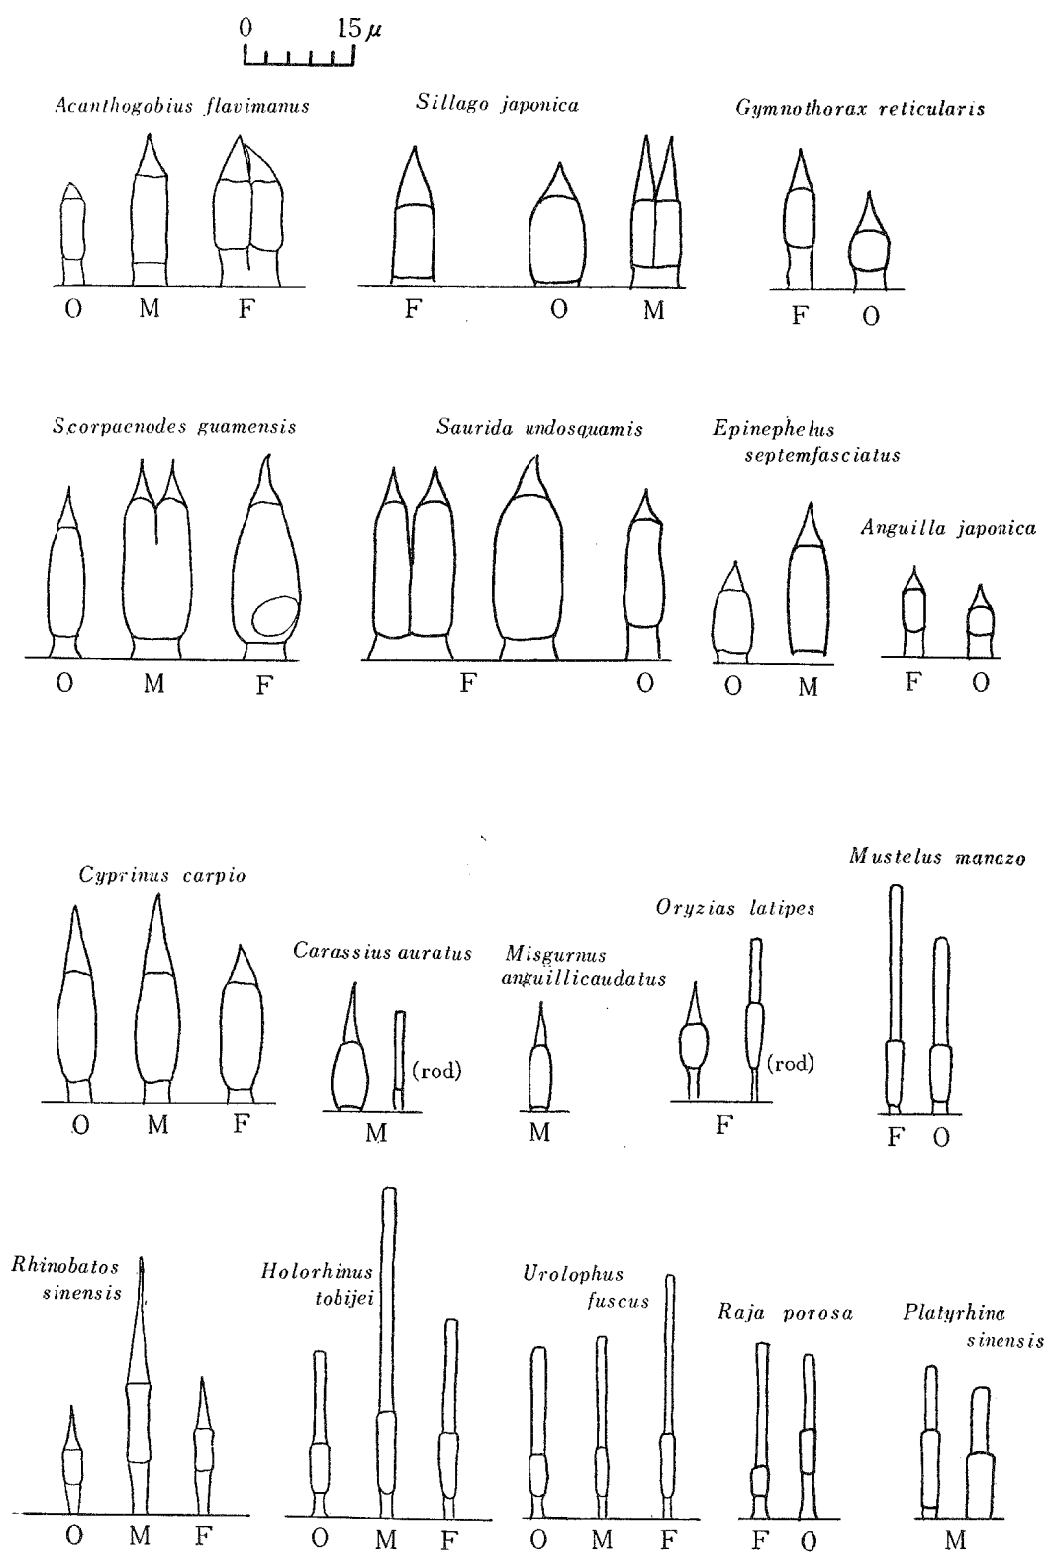 0 15 μ
Acanthogobius flavimanus
Sillago japonica
Gymnothorax reticularis
O M F
F O M
F O
Scorpaenodes guamensis
Saurida undosquamis
Epinephelus
septemfasciatus
Anguilla japonica
O M F
F O
O M
F O
Cyprinus carpio
Carassius auratus
Misgurnus
anguillicaudatus
Oryzias latipes
Mustelus manazo
(rod)
(rod)
O M F
M
M
F
F O
Rhinobatos
sinensis
Holorhinus
tobijei
Urolophus
fuscus
Raja porosa
Platyrhina
sinensis
O M F
O M F
O M F
F O
M